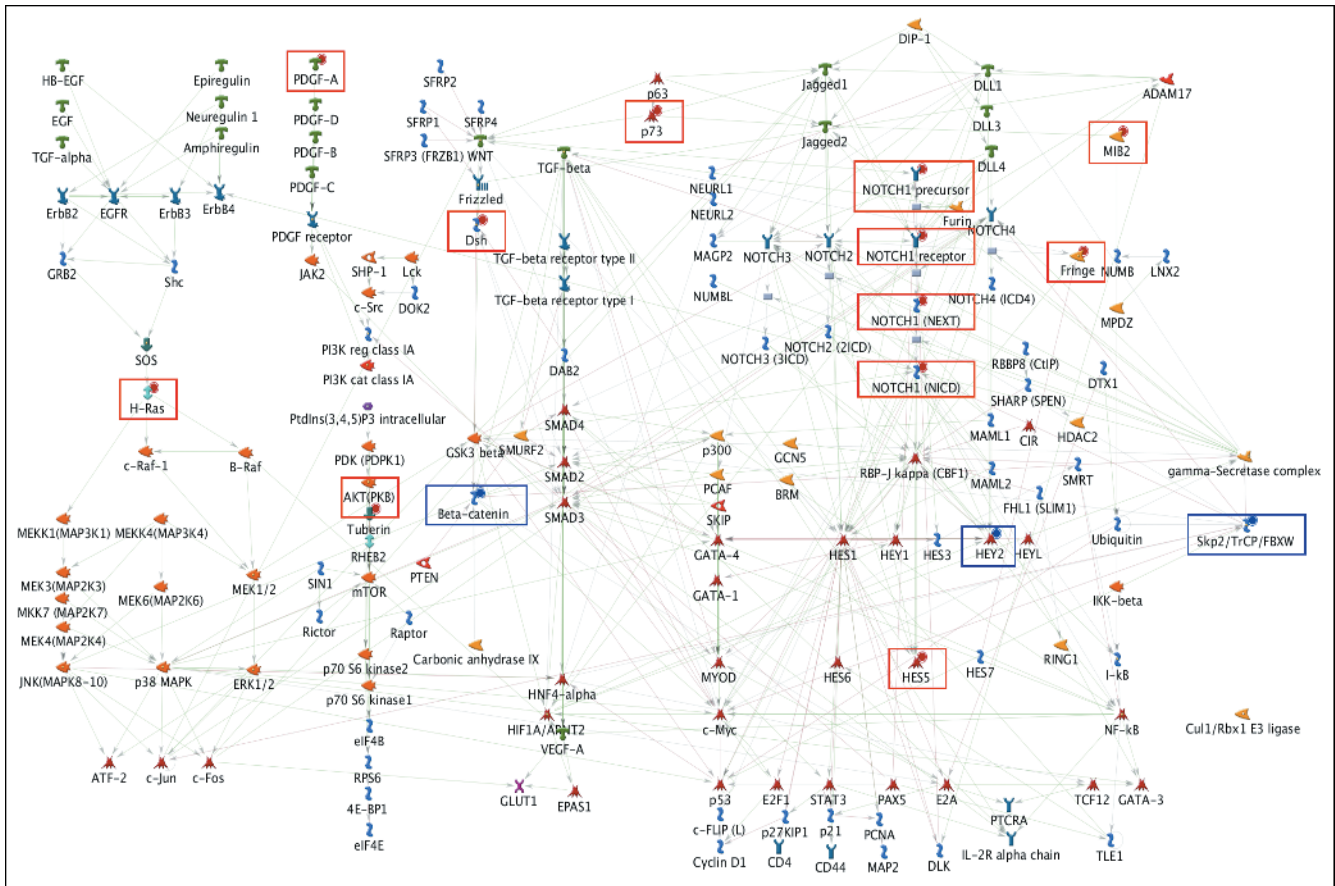 DIP-1
HB-EGF
Epiregulin
PDGF-A
SFRP2
p63
Jagged1
DLL1
ADAM17
EGF
Neuregulin 1
PDGF-D
SFRP1
SFRP4
p73
DLL3
TGF-alpha
Amphiregulin
PDGF-B
SFRP3 (FRZB1)
WNT
Jagged2
DLL4
MIB2
TGF-beta
PDGF-C
NEURL1
NOTCH1 precursor
ErbB2
EGFR
ErbB3
ErbB4
Frizzled
NEURL2
Furin
NOTCH4
PDGF receptor
Dsh
TGF-beta receptor type II
MAGP2
NOTCH3
NOTCH2
NOTCH1 receptor
Fringe
NUMB
LNX2
GRB2
Shc
JAK2
SHP-1
Lck
c-Src
DOK2
TGF-beta receptor type I
NUMBL
NOTCH4 (ICD4)
MPDZ
NOTCH1 (NEXT)
SOS
PI3K reg class IA
NOTCH3 (3ICD)
NOTCH2 (2ICD)
RBBP8 (CtIP)
DTX1
PI3K cat class IA
DAB2
NOTCH1 (NICD)
SHARP (SPEN)
H-Ras
PtdIns(3,4,5)P3 intracellular
SMAD4
MAML1
CIR
HDAC2
c-Raf-1
B-Raf
PDK (PDPK1)
GSK3 beta
SMURF2
p300
GCN5
RBP-J kappa (CBF1)
gamma-Secretase complex
SMAD2
PCAF
BRM
MAML2
SMRT
AKT(PKB)
Beta-catenin
SMAD3
SKIP
FHL1 (SLIM1)
MEKK1(MAP3K1)
MEKK4(MAP3K4)
Tuberin
Ubiquitin
Skp2/TrCP/FBXW
RHEB2
PTEN
GATA-4
HES1
HEY1
HES3
HEY2
HEYL
MEK3(MAP2K3)
MEK6(MAP2K6)
MEK1/2
SIN1
mTOR
GATA-1
IKK-beta
MKK7 (MAP2K7)
Rictor
Raptor
MEK4(MAP2K4)
Carbonic anhydrase IX
JNK(MAPK8-10)
p38 MAPK
ERK1/2
p70 S6 kinase2
MYOD
HES6
HES5
HES7
RING1
I-kB
p70 S6 kinase1
HNF4-alpha
HIF1A/ARNT2
c-Myc
NF-kB
Cul1/Rbx1 E3 ligase
eIF4B
VEGF-A
ATF-2
c-Jun
c-Fos
RPS6
GLUT1
EPAS1
p53
E2F1
STAT3
PAX5
E2A
PTCRA
TCF12
GATA-3
4E-BP1
c-FLIP (L)
p27KIP1
p21
PCNA
eIF4E
Cyclin D1
CD4
CD44
MAP2
DLK
IL-2R alpha chain
TLE1